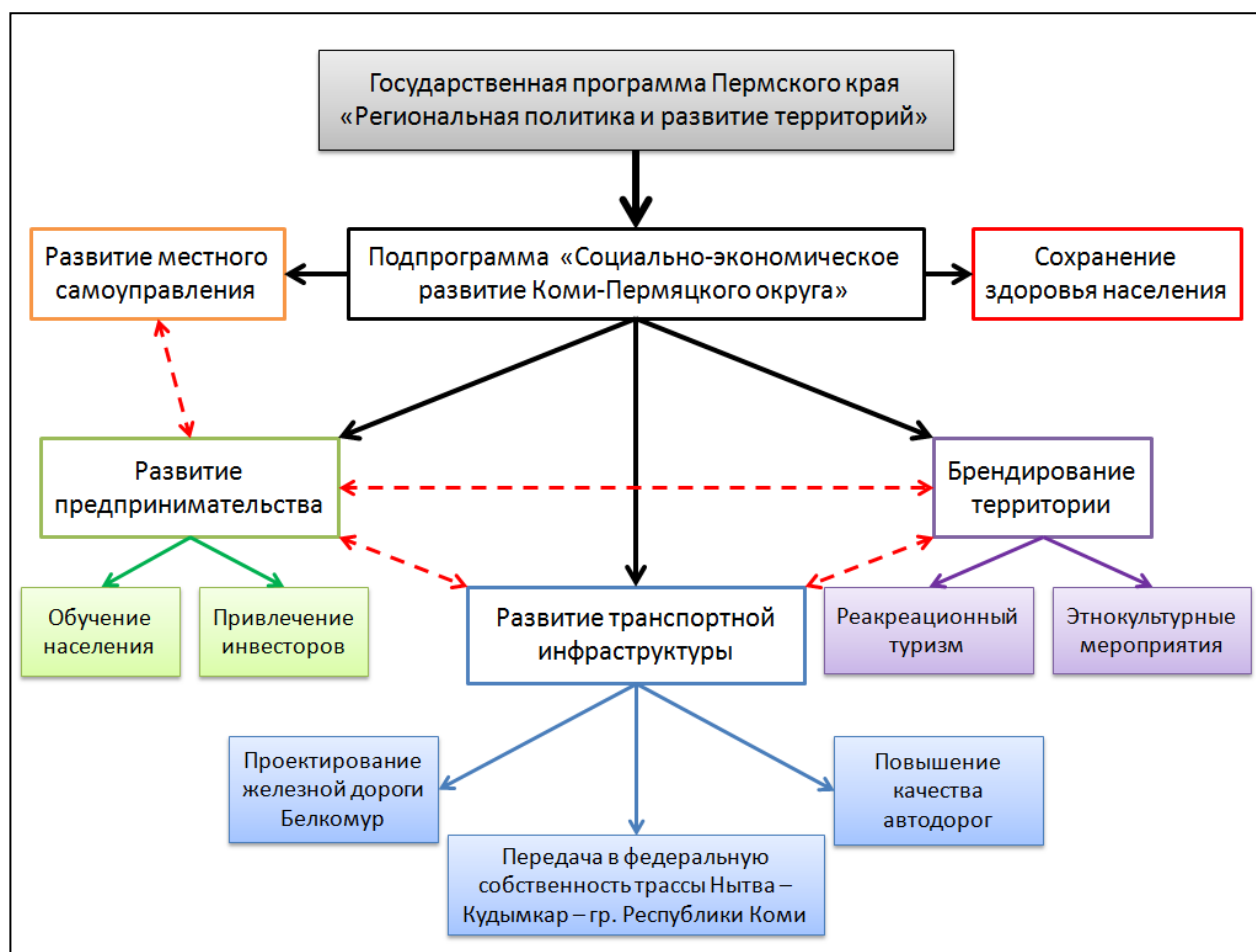 Государственная программа Пермского края
«Региональная политика и развитие территорий»
Развитие местного
самоуправления
Подпрограмма «Социально-экономическое
развитие Коми-Пермяцкого округа»
Сохранение
здоровья населения
Развитие
предпринимательства
Брендирование
территории
Обучение
населения
Привлечение
инвесторов
Развитие транспортной
инфраструктуры
Реакреационный
туризм
Этнокультурные
мероприятия
Проектирование
железной дороги
Белкомур
Передача в федеральную
собственность трассы Нытва –
Кудымкар – гр. Республики Коми
Повышение
качества
автодорог